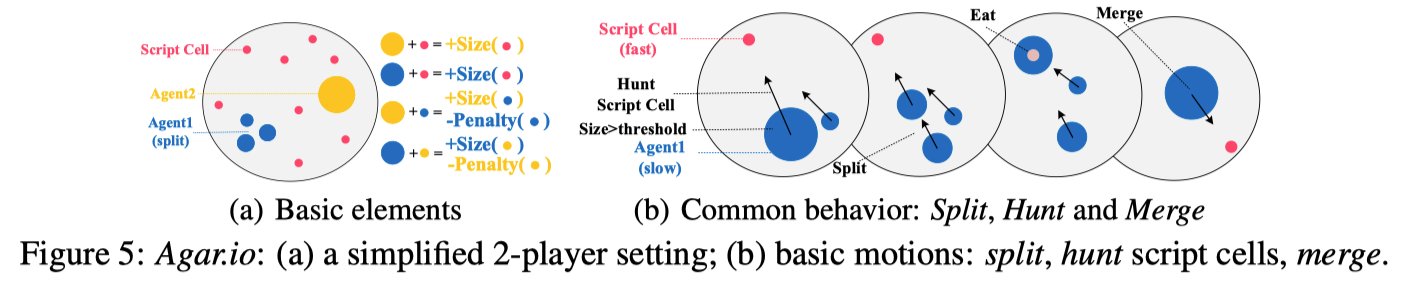 Script Cell
Agent2
Agent1
(split)
+ = +Size( )
+ = +Size( )
+Size( )
+ =
-Penalty( )
+Size( )
+ =
-Penalty( )
(a) Basic elements
Script Cell
(fast)
Hunt
Script Cell
Size>threshold
Agent1
(slow)
Split
Eat
Merge
(b) Common behavior: Split, Hunt and Merge
Figure 5: Agar.io: (a) a simplified 2-player setting; (b) basic motions: split, hunt script cells, merge.